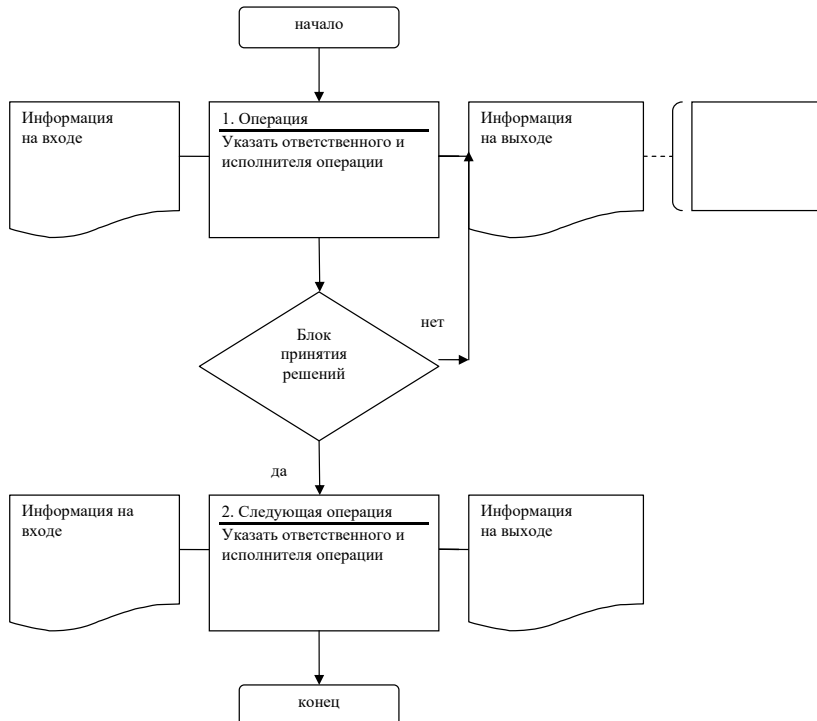 начало
Информация
на входе
1. Операция
Указать ответственного и
исполнителя операции
Информация
на выходе
Блок
принятия
решений
нет
да
Информация на
входе
2. Следующая операция
Указать ответственного и
исполнителя операции
Информация
на выходе
конец